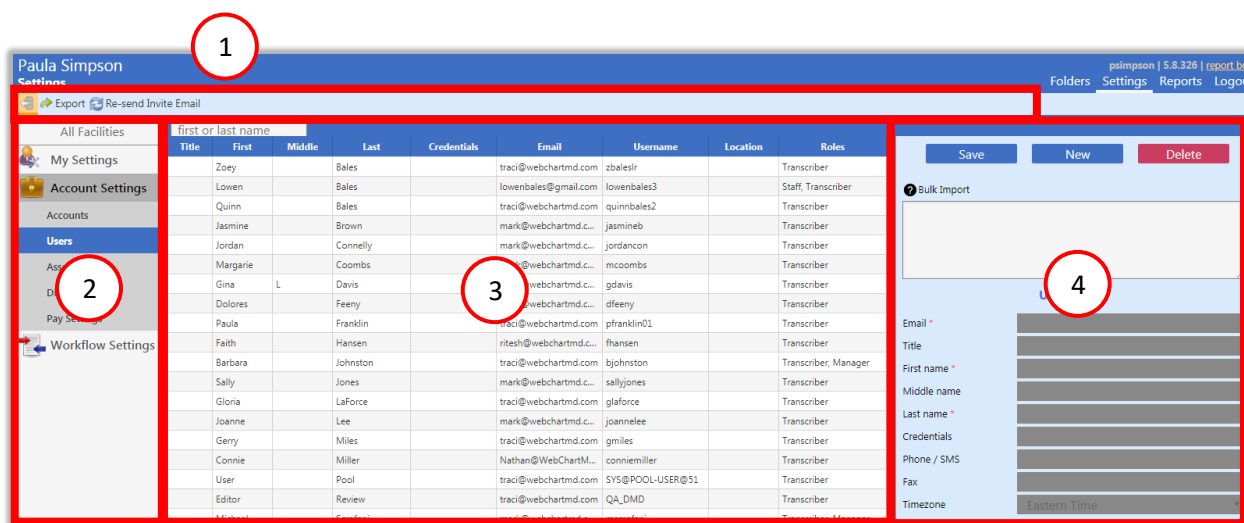 1
Paula Simpson
psimpson | 5.8.326 | report bu
Settings
Folders Settings Reports Logou
Export Re-send Invite Email
All Facilities
My Settings
Account Settings
Accounts
Users
Pay
Workflow Settings
2
first or last name
Title First Middle Last Credentials Email Username Location Roles
Zoey Bales traci@webchartmd.com zbaleslr Transcriber
Lowen Bales lowenbales@gmail.com lowenbales3 Staff, Transcriber
Quinn Bales traci@webchartmd.com quinnbales2 Transcriber
Jasmine Brown mark@webchartmd.c... jasmineb Transcriber
Jordan Connelly mark@webchartmd.c... jordancon Transcriber
Margarie Coombs @webchartmd.c... mcoombs Transcriber
Gina L Davis @webchartmd.c... gdavis Transcriber
Dolores Feeny @webchartmd.com dfeeny Transcriber
Paula Franklin traci@webchartmd.com pfranklin01 Transcriber
Faith Hansen ritesh@webchartmd.c... fhansen Transcriber
Barbara Johnston traci@webchartmd.com bjohnston Transcriber, Manager
Sally Jones mark@webchartmd.c... sallyjones Transcriber
Gloria LaForce traci@webchartmd.com glaforce Transcriber
Joanne Lee mark@webchartmd.c... joannelee Transcriber
Gerry Miles traci@webchartmd.com gmiles Transcriber
Connie Miller Nathan@WebChartM... conniemiller Transcriber
User Pool traci@webchartmd.com SYS@POOL-USER@51 Transcriber
Editor Review traci@webchartmd.com QA_DMD Transcriber
3
Save New Delete
Bulk Import
4
Email *
Title
First name *
Middle name
Last name *
Credentials
Phone / SMS
Fax
Timezone Eastern Time